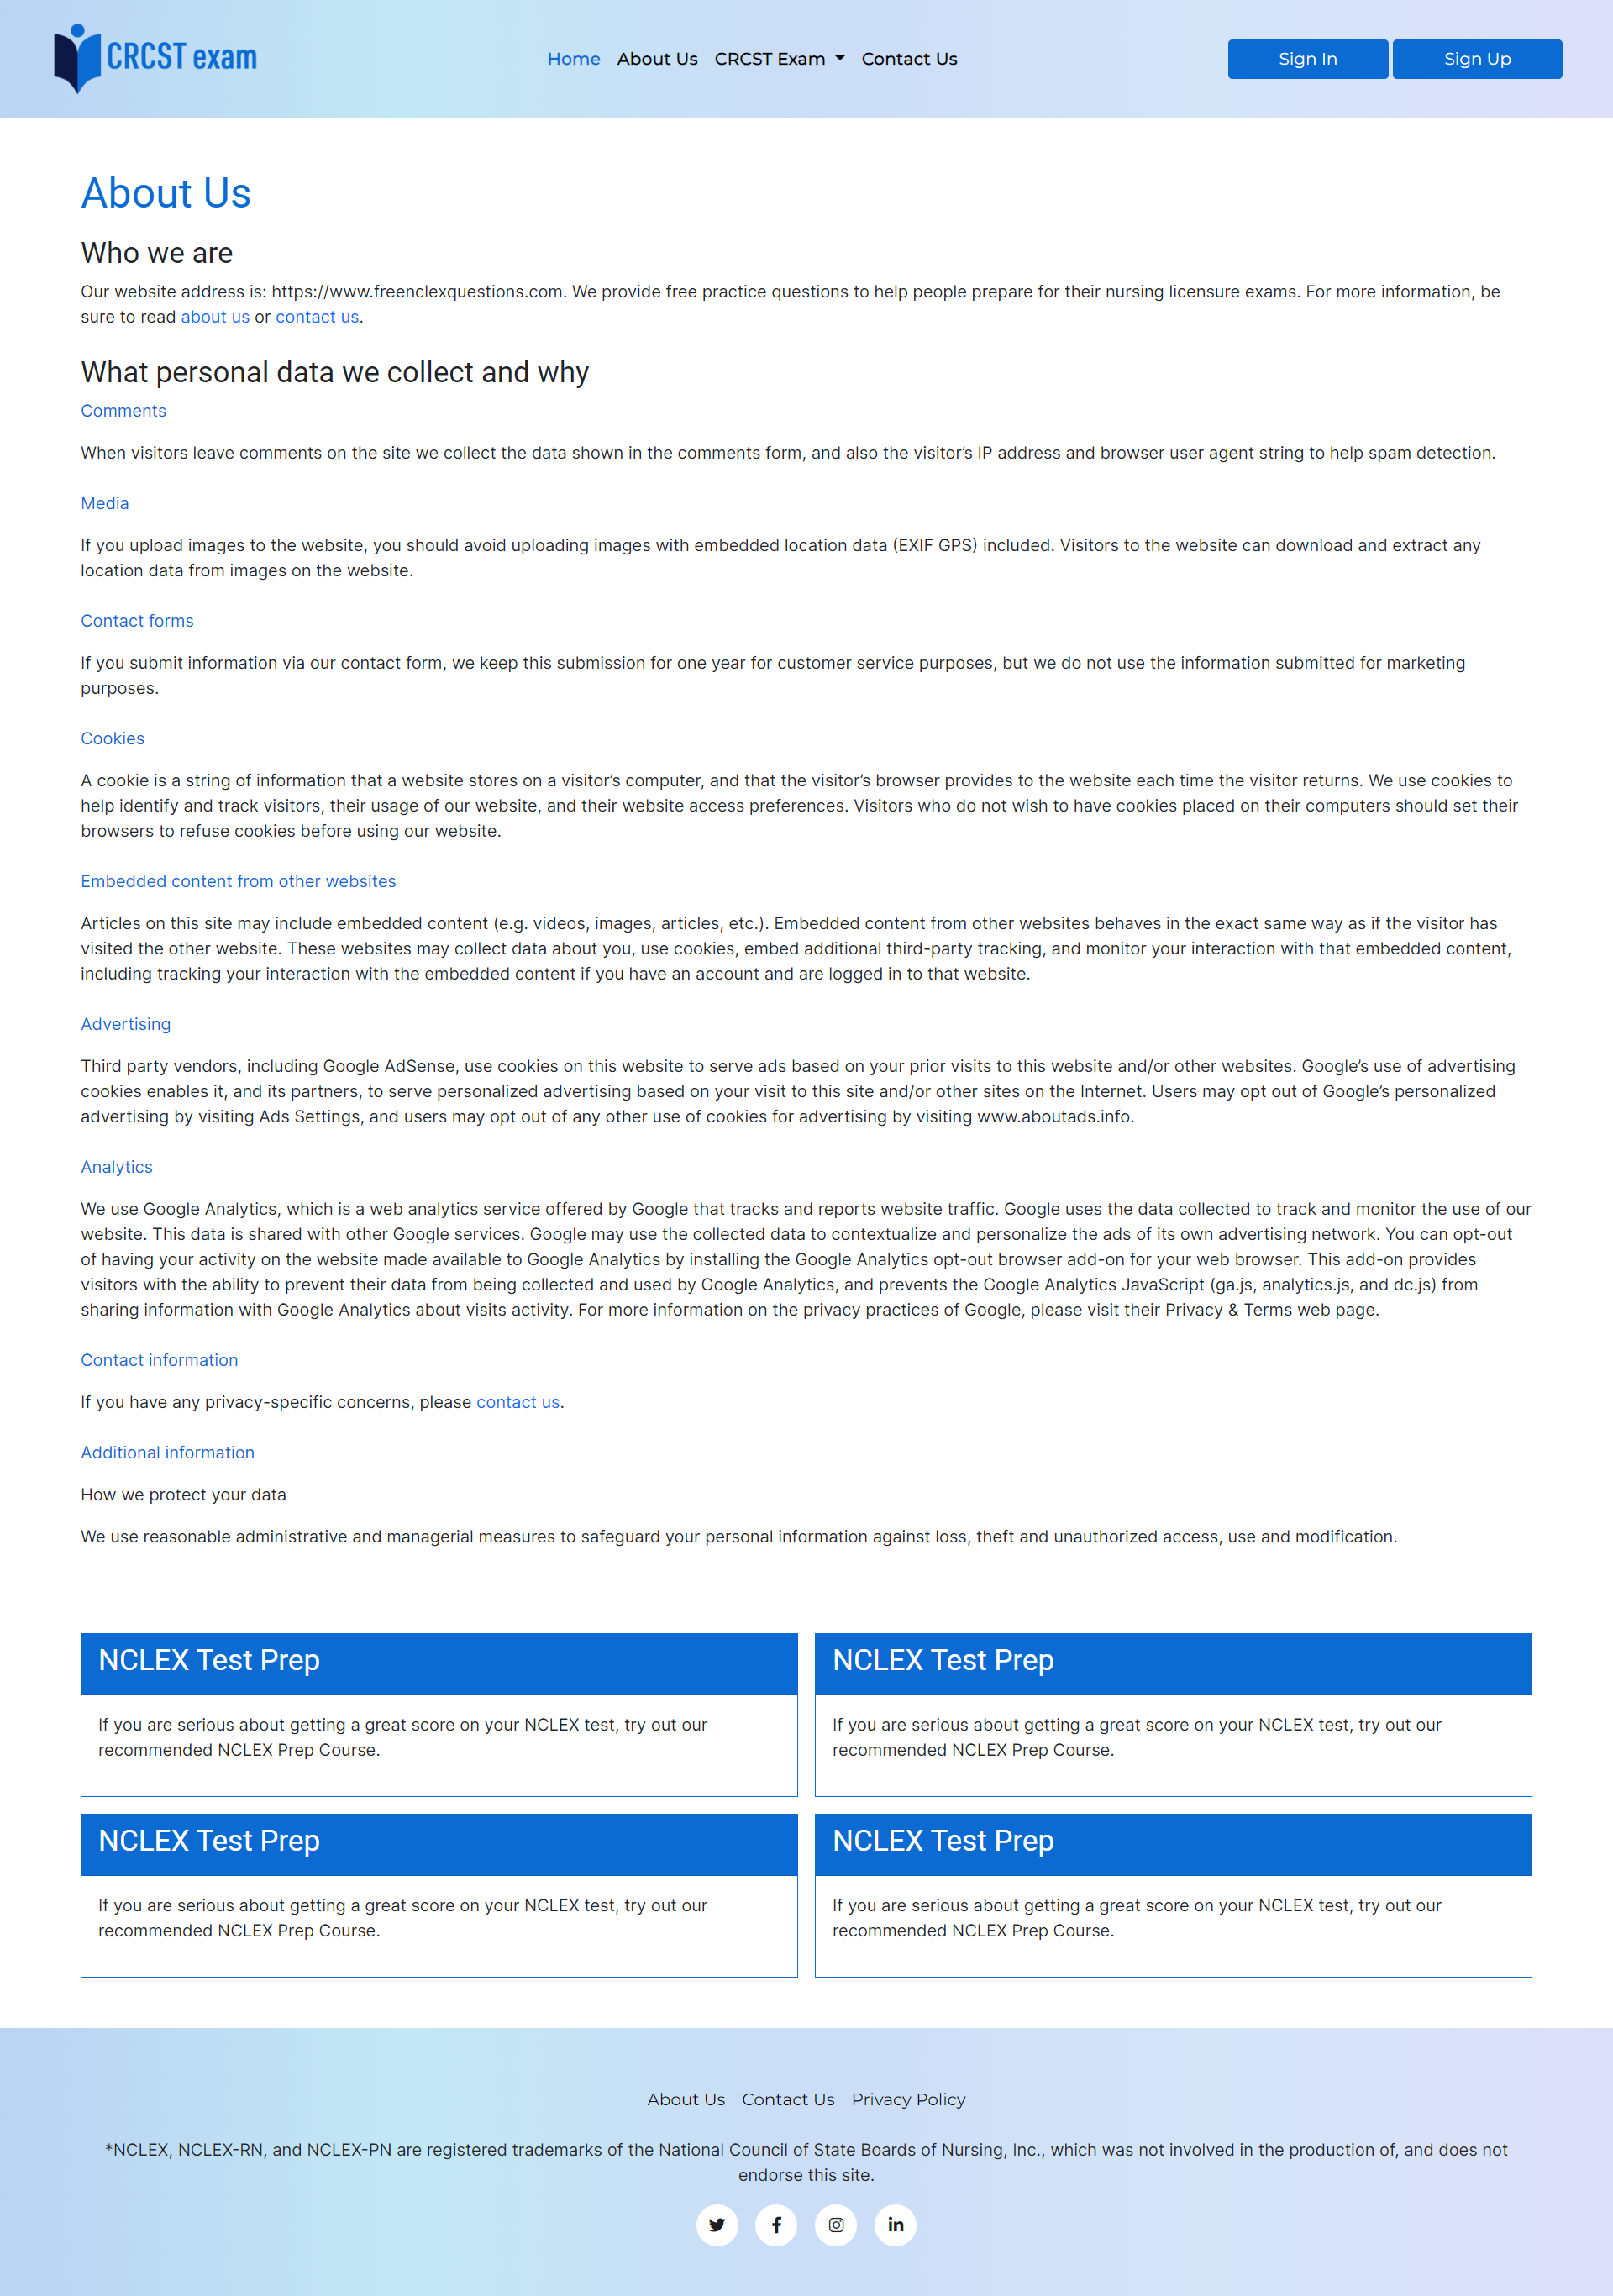 CRCST exam
Home About Us CRCST Exam Contact Us
Sign In Sign Up
About Us
Who we are
Our website address is: https://www.freenclexquestions.com. We provide free practice questions to help people prepare for their nursing licensure exams. For more information, be
sure to read about us or contact us.
What personal data we collect and why
Comments
When visitors leave comments on the site we collect the data shown in the comments form, and also the visitor’s IP address and browser user agent string to help spam detection.
Media
If you upload images to the website, you should avoid uploading images with embedded location data (EXIF GPS) included. Visitors to the website can download and extract any
location data from images on the website.
Contact forms
If you submit information via our contact form, we keep this submission for one year for customer service purposes, but we do not use the information submitted for marketing
purposes.
Cookies
A cookie is a string of information that a website stores on a visitor’s computer, and that the visitor’s browser provides to the website each time the visitor returns. We use cookies to
help identify and track visitors, their usage of our website, and their website access preferences. Visitors who do not wish to have cookies placed on their computers should set their
browsers to refuse cookies before using our website.
Embedded content from other websites
Articles on this site may include embedded content (e.g. videos, images, articles, etc.). Embedded content from other websites behaves in the exact same way as if the visitor has
visited the other website. These websites may collect data about you, use cookies, embed additional third-party tracking, and monitor your interaction with that embedded content,
including tracking your interaction with the embedded content if you have an account and are logged in to that website.
Advertising
Third party vendors, including Google AdSense, use cookies on this website to serve ads based on your prior visits to this website and/or other websites. Google’s use of advertising
cookies enables it, and its partners, to serve personalized advertising based on your visit to this site and/or other sites on the Internet. Users may opt out of Google’s personalized
advertising by visiting Ads Settings, and users may opt out of any other use of cookies for advertising by visiting www.aboutads.info.
Analytics
We use Google Analytics, which is a web analytics service offered by Google that tracks and reports website traffic. Google uses the data collected to track and monitor the use of our
website. This data is shared with other Google services. Google may use the collected data to contextualize and personalize the ads of its own advertising network. You can opt-out
of having your activity on the website made available to Google Analytics by installing the Google Analytics opt-out browser add-on for your web browser. This add-on provides
visitors with the ability to prevent their data from being collected and used by Google Analytics, and prevents the Google Analytics JavaScript (ga.js, analytics.js, and dc.js) from
sharing information with Google Analytics about visits activity. For more information on the privacy practices of Google, please visit their Privacy & Terms web page.
Contact information
If you have any privacy-specific concerns, please contact us.
Additional information
How we protect your data
We use reasonable administrative and managerial measures to safeguard your personal information against loss, theft and unauthorized access, use and modification.
NCLEX Test Prep
If you are serious about getting a great score on your NCLEX test, try out our
recommended NCLEX Prep Course.
NCLEX Test Prep
If you are serious about getting a great score on your NCLEX test, try out our
recommended NCLEX Prep Course.
NCLEX Test Prep
If you are serious about getting a great score on your NCLEX test, try out our
recommended NCLEX Prep Course.
NCLEX Test Prep
If you are serious about getting a great score on your NCLEX test, try out our
recommended NCLEX Prep Course.
About Us Contact Us Privacy Policy
*NCLEX, NCLEX-RN, and NCLEX-PN are registered trademarks of the National Council of State Boards of Nursing, Inc., which was not involved in the production of, and does not
endorse this site.